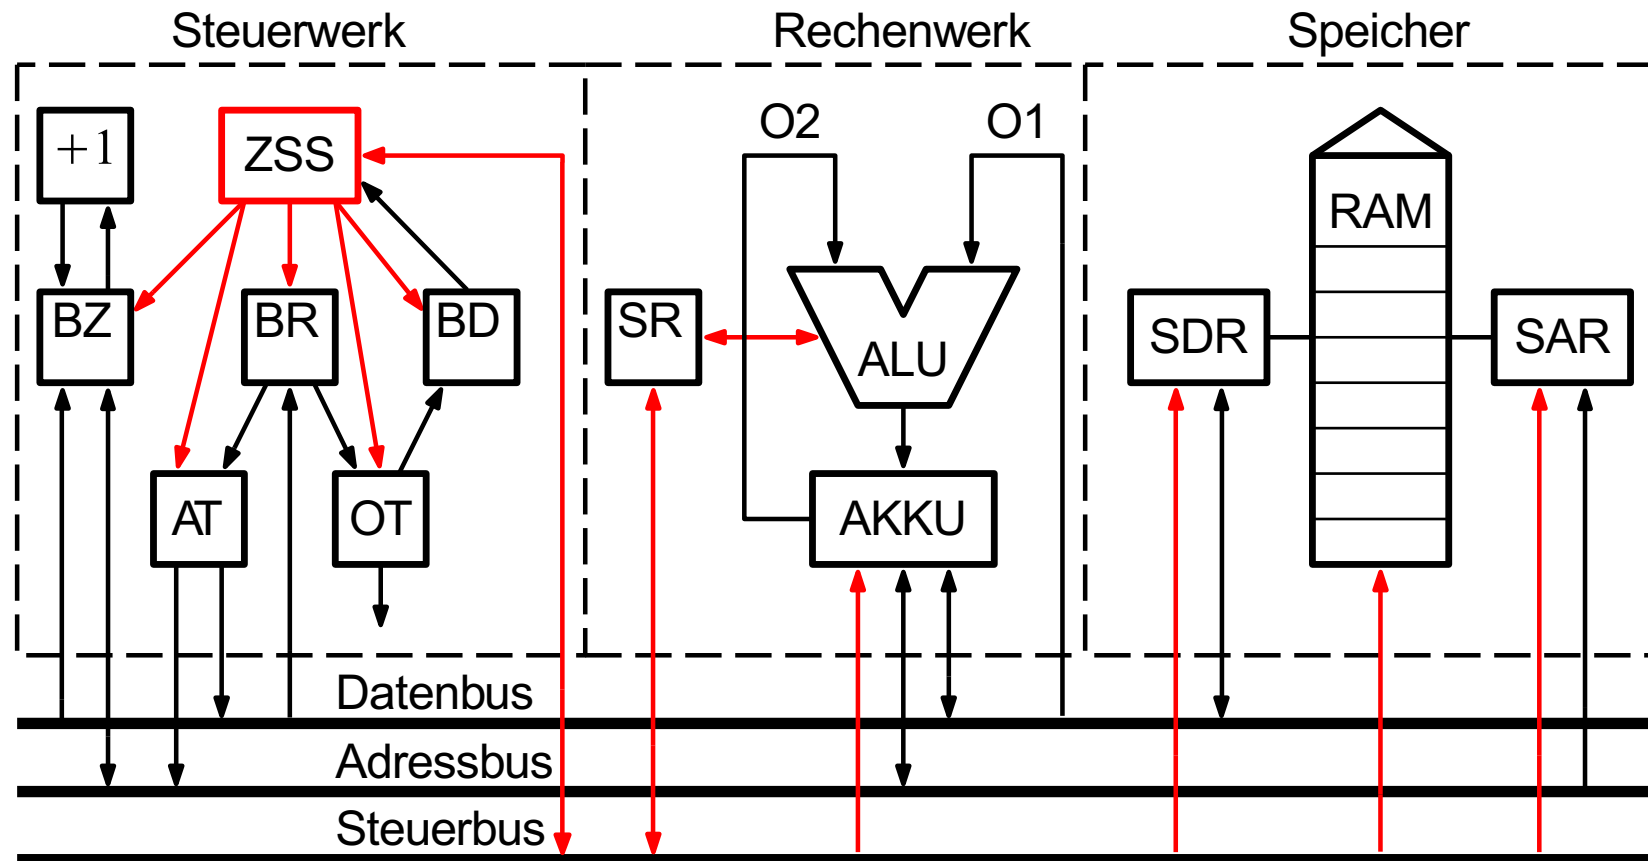 Steuerwerk
Rechenwerk
Speicher
+1
ZSS
O2
O1
RAM
BZ
BR
BD
SR
ALU
SDR
SAR
AT
OT
AKKU
Datenbus
Adressbus
Steuerbus